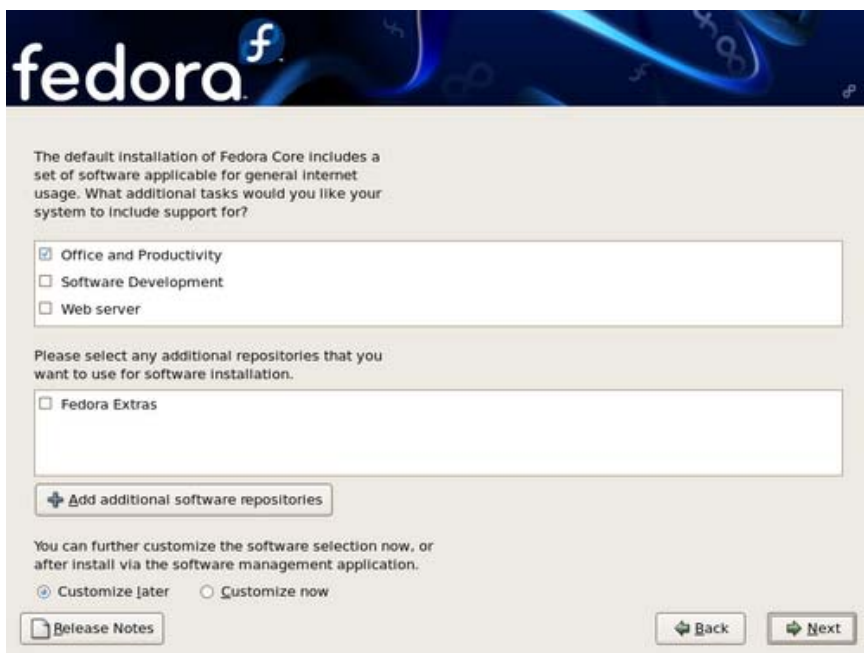 fedora
The default installation of Fedora Core includes a
set of software applicable for general internet
usage. What additional tasks would you like your
system to include support for?
Office and Productivity
Software Development
Web server
Please select any additional repositories that you
want to use for software installation.
Fedora Extras
Add additional software repositories
You can further customize the software selection now, or
after install via the software management application.
Customize later Customize now
Release Notes Back Next